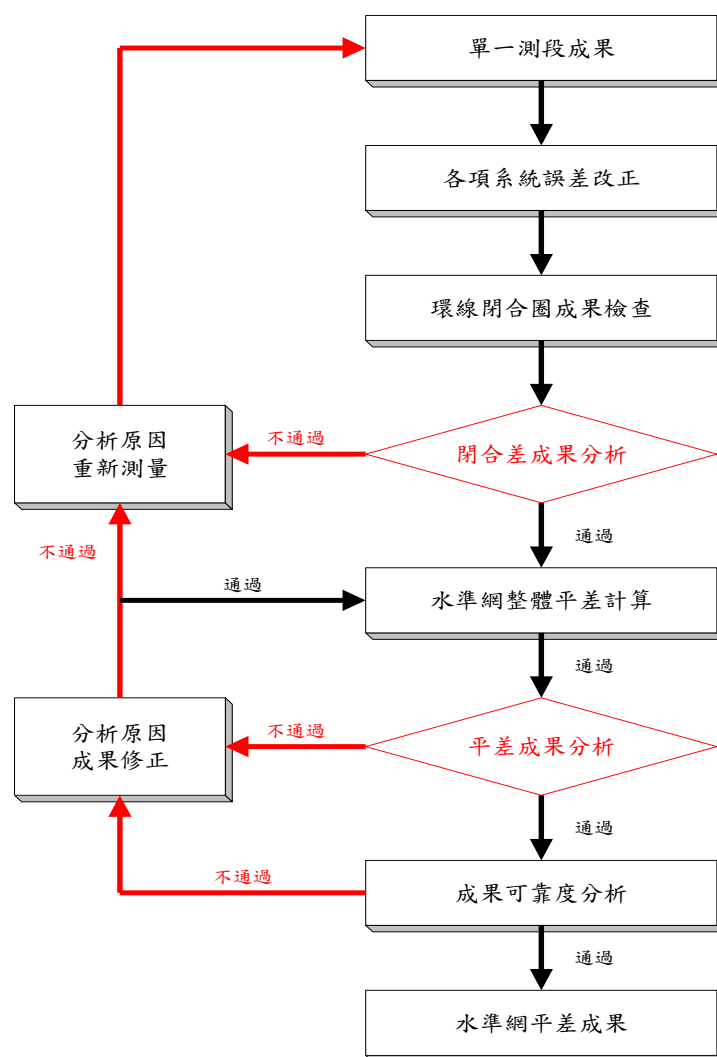 單一測段成果
各項系統誤差改正
環線閉合圈成果檢查
分析原因
重新測量
不通過
閉合差成果分析
通過
不通過
通過
水準網整體平差計算
通過
分析原因
成果修正
不通過
平差成果分析
通過
不通過
成果可靠度分析
通過
水準網平差成果